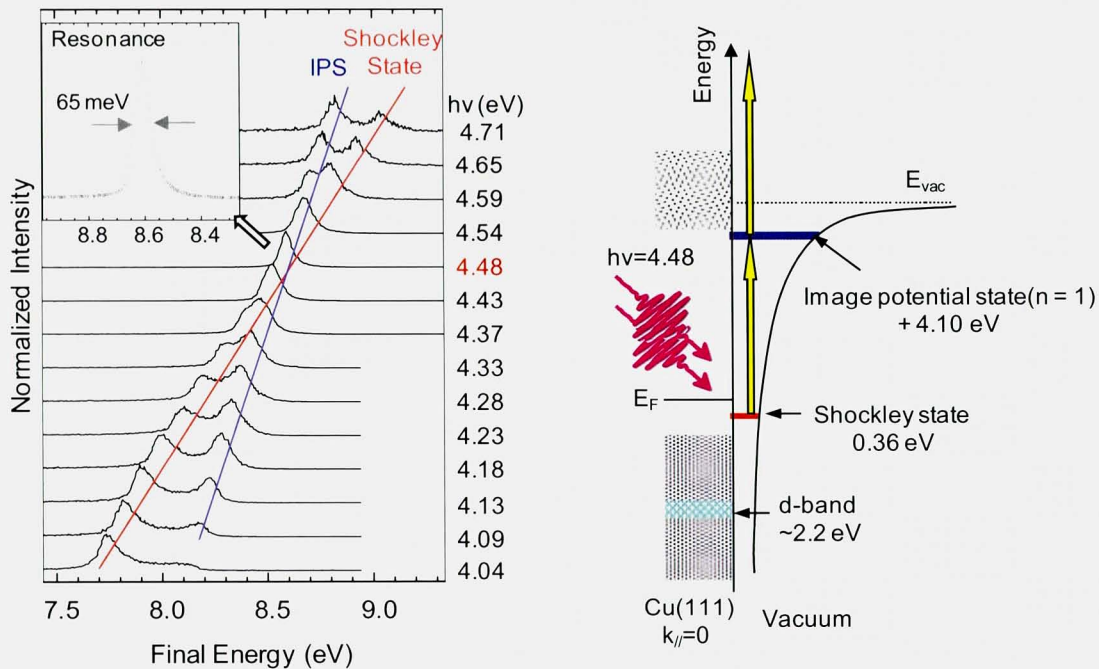 Resonance
65 meV
8.8 8.6 8.4
IPS
Shockley
State
hν (eV)
4.71
4.65
4.59
4.54
4.48
4.43
4.37
4.33
4.28
4.23
4.18
4.13
4.09
4.04
Normalized Intensity
7.5 8.0 8.5 9.0
Final Energy (eV)
Energy
Evac
hν=4.48
Image potential state(n = 1)
+ 4.10 eV
EF
Shockley state
0.36 eV
d-band
~2.2 eV
Cu(111)
k//=0
Vacuum